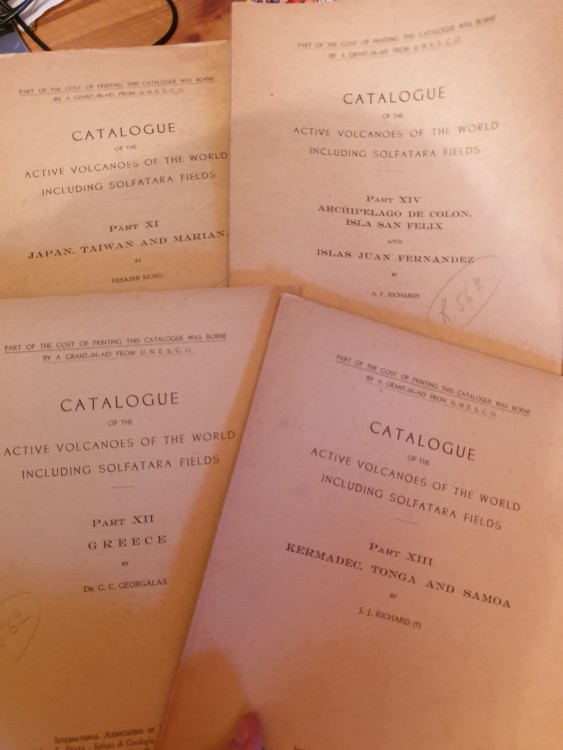 PART OF THE COST OF PRINTING THIS CATALOGUE WAS BORNE
BY A GRANT-IN-AID FROM U.N.E.S.C.O.
CATALOGUE
OF THE
ACTIVE VOLCANOES OF THE WORLD
INCLUDING SOLFATARA FIELDS
PART XI
JAPAN, TAIWAN AND MARIAN
BY
HISASHI KUNO
PART OF THE COST OF PRINTING THIS CATALOGUE WAS BORNE
BY A GRANT-IN-AID FROM U.N.E.S.C.O.
CATALOGUE
OF THE
ACTIVE VOLCANOES OF THE WORLD
INCLUDING SOLFATARA FIELDS
PART XIV
ARCHIPELAGO DE COLON,
ISLA SAN FELIX
AND
ISLAS JUAN FERNANDEZ
BY
A. F. RICHARDS
PART OF THE COST OF PRINTING THIS CATALOGUE WAS BORNE
BY A GRANT-IN-AID FROM U.N.E.S.C.O.
CATALOGUE
OF THE
ACTIVE VOLCANOES OF THE WORLD
INCLUDING SOLFATARA FIELDS
PART XII
GREECE
BY
DR. G. C. GEORGALAS
INTERNATIONAL ASSOCIATION OF
PART OF THE COST OF PRINTING THIS CATALOGUE WAS BORNE
BY A GRANT-IN-AID FROM U.N.E.S.C.O.
CATALOGUE
OF THE
ACTIVE VOLCANOES OF THE WORLD
INCLUDING SOLFATARA FIELDS
PART XIII
KERMADEC, TONGA AND SAMOA
BY
J. J. RICHARD (†)